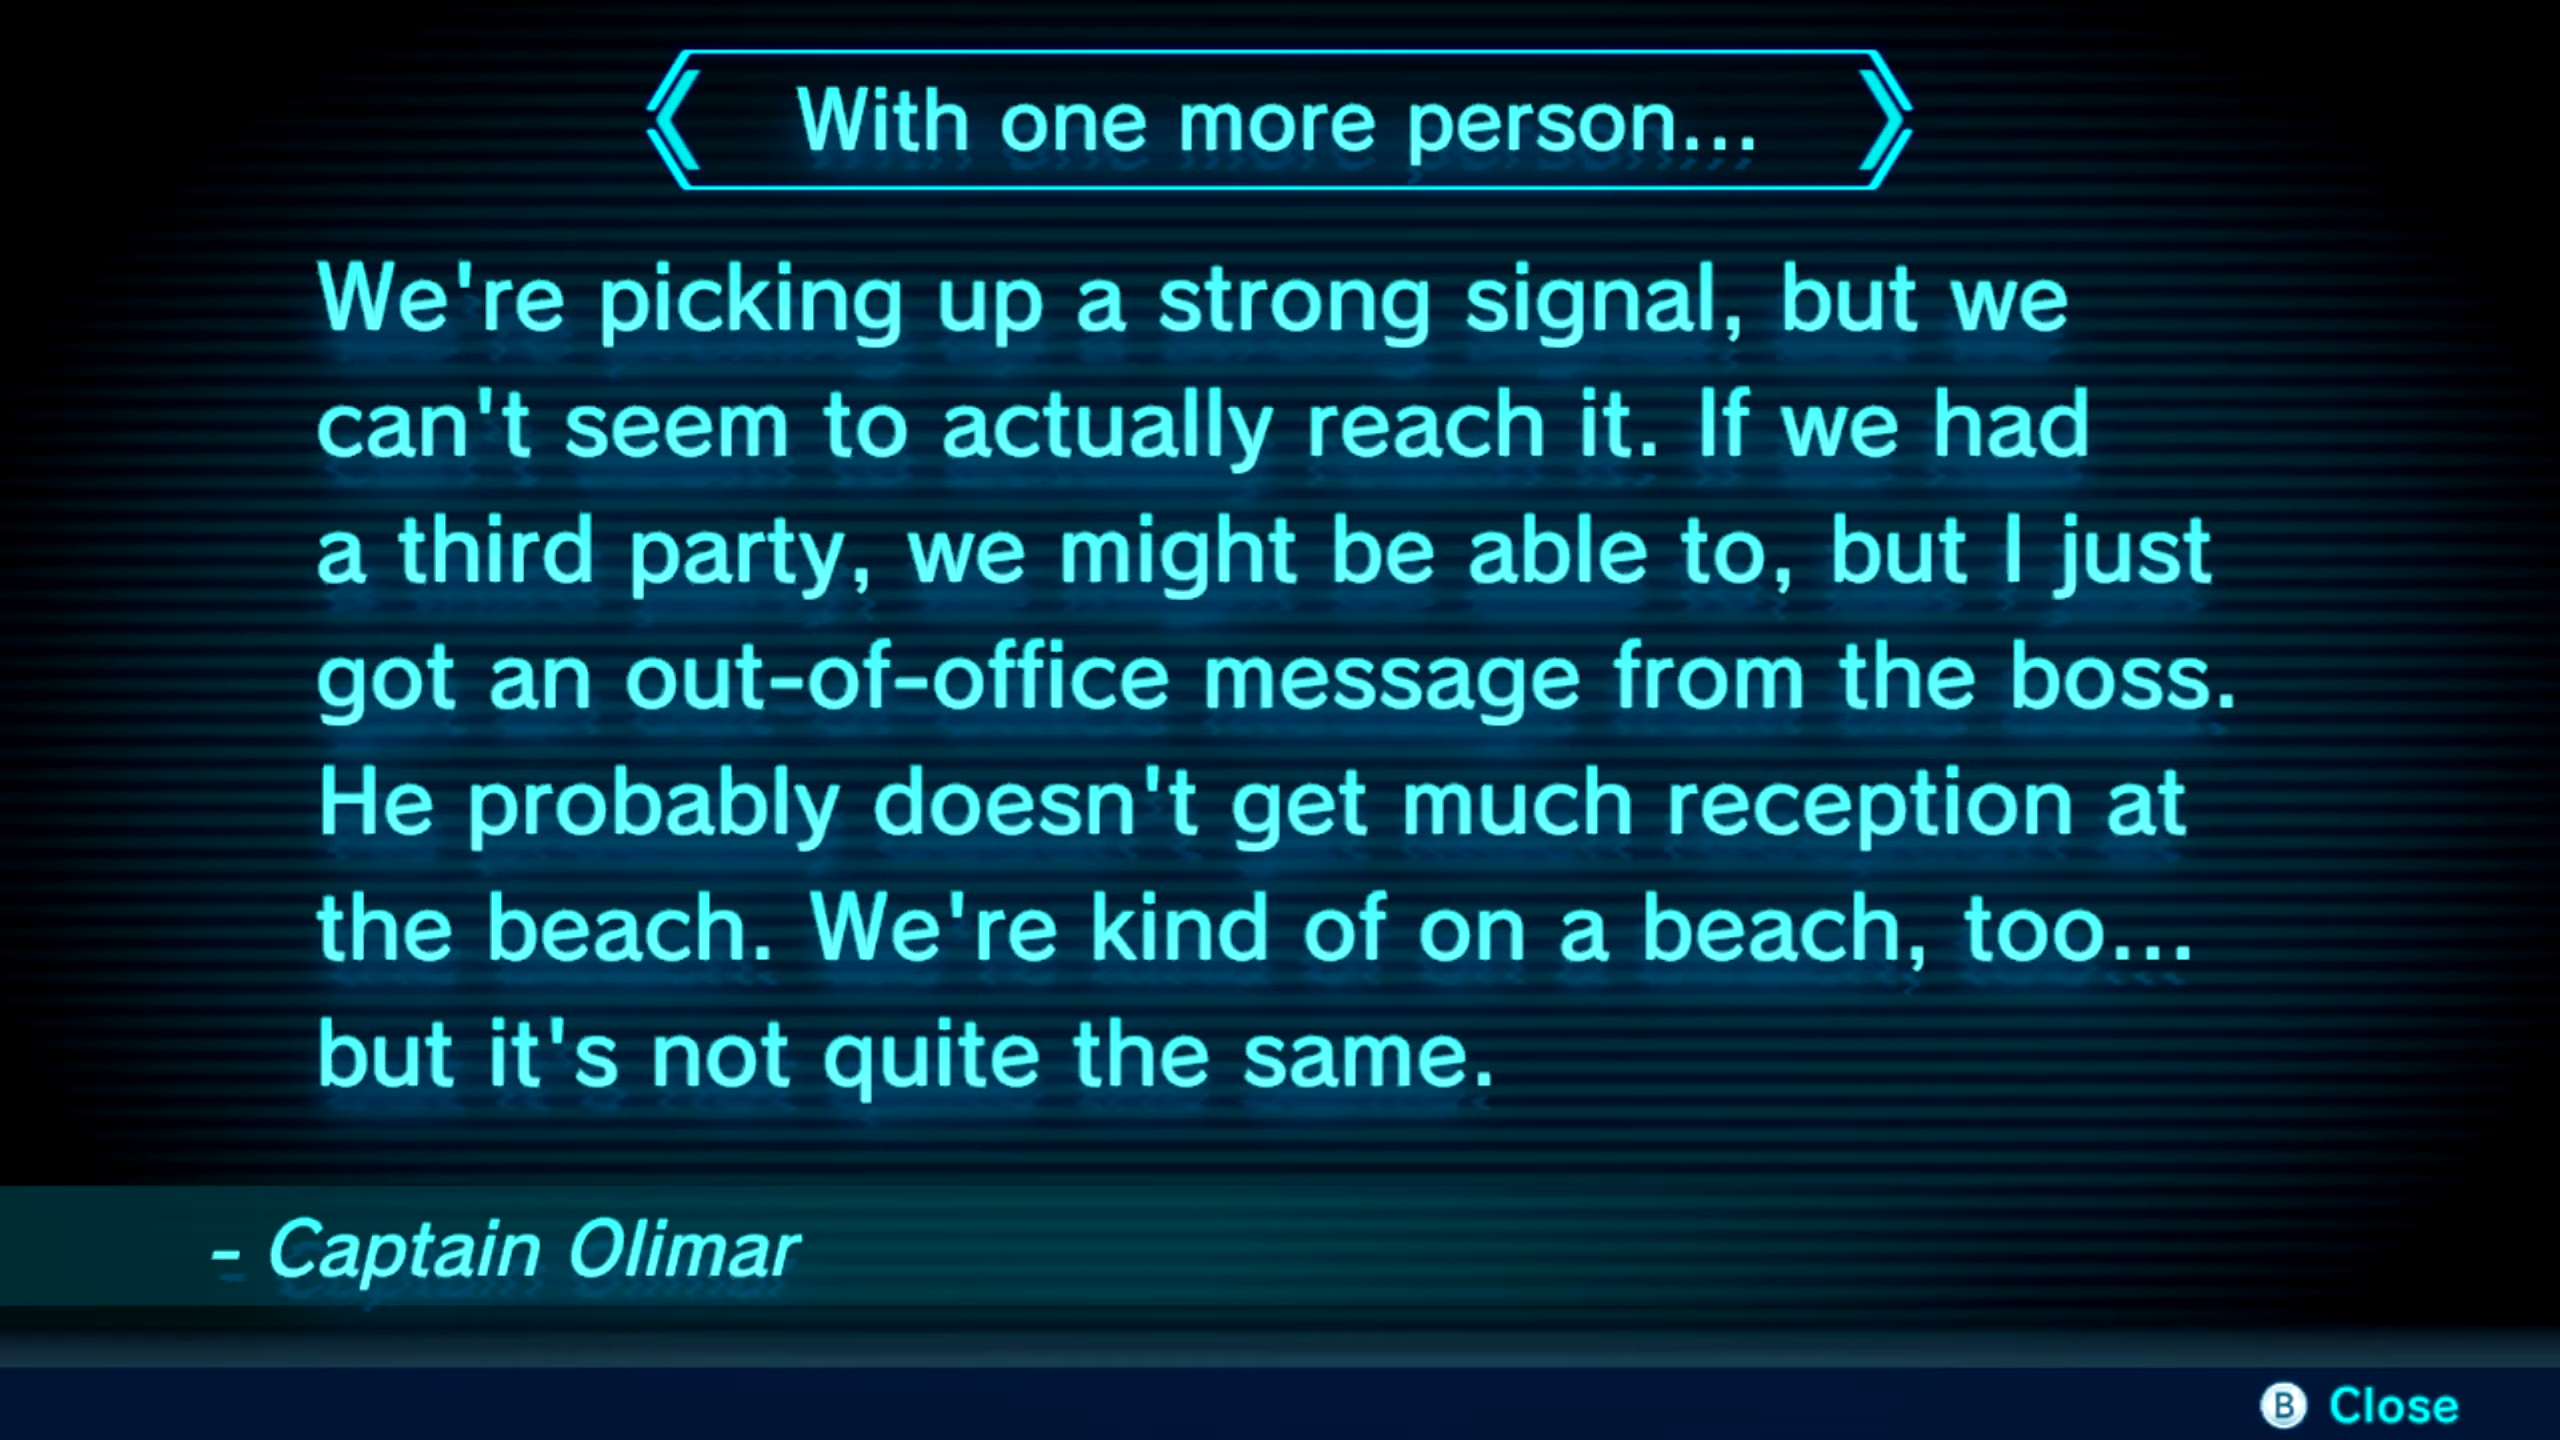 With one more person...
We're picking up a strong signal, but we
can't seem to actually reach it. If we had
a third party, we might be able to, but I just
got an out-of-office message from the boss.
He probably doesn't get much reception at
the beach. We're kind of on a beach, too...
but it's not quite the same.
- Captain Olimar
B Close